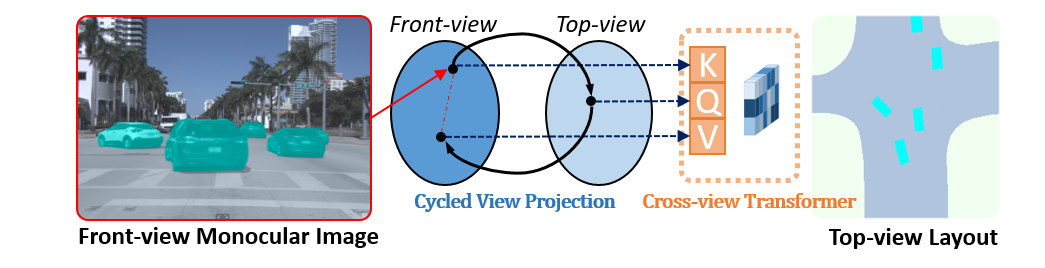 Front-view
Top-view
K
Q
V
Cycled View Projection
Cross-view Transformer
Front-view Monocular Image
Top-view Layout